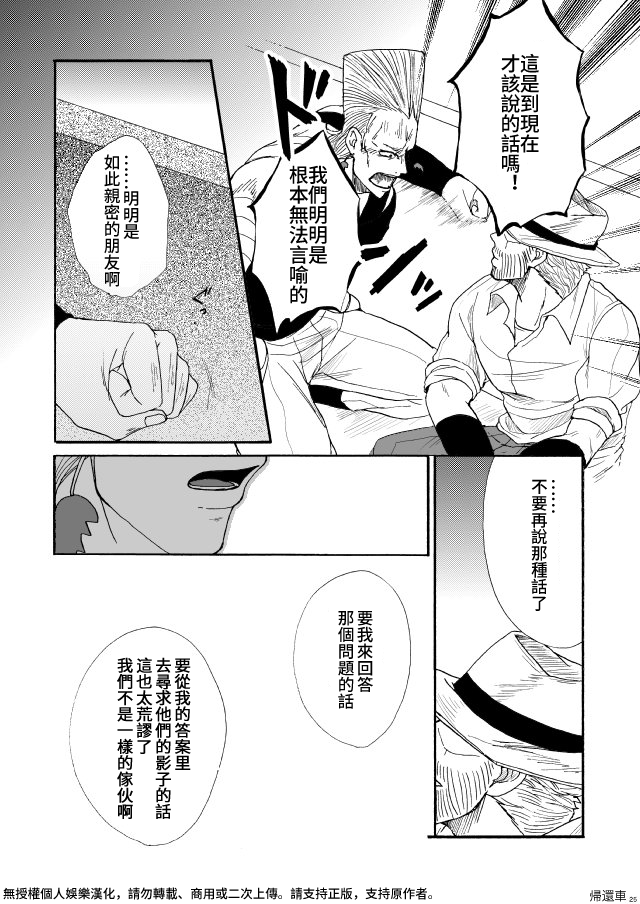 這是到現在
才該說的話嗎！
ドン
我們明明是
根本無法言喻的
……明明是
如此親密的朋友啊
ぐっ
……
不要再說那種話了
要我來回答
那個問題的話
要從我的答案里
去尋求他們的影子的話
這也太荒謬了
我們不是一樣的傢伙啊
無授權個人娛樂漢化，請勿轉載、商用或二次上傳。請支持正版，支持原作者。
帰還車 26